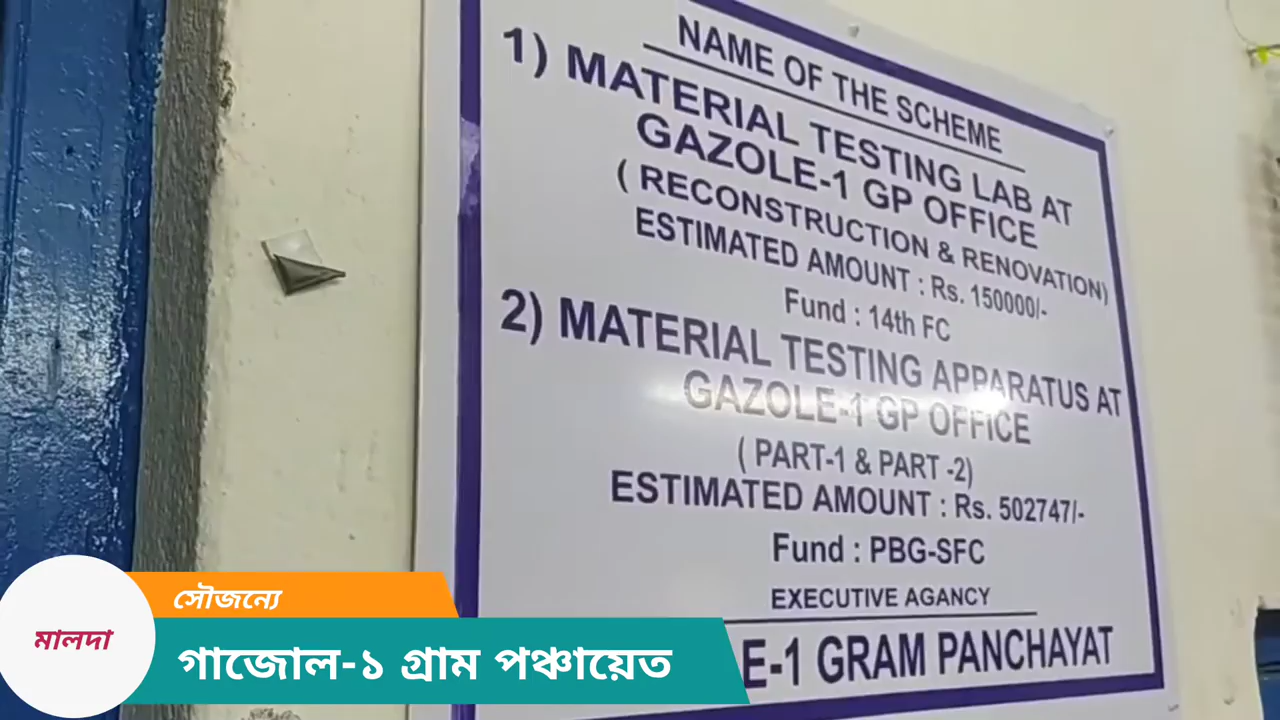 NAME OF THE SCHEME
1) MATERIAL TESTING LAB AT
GAZOLE-1 GP OFFICE
( RECONSTRUCTION & RENOVATION)
ESTIMATED AMOUNT : Rs. 150000/-
Fund : 14th FC
2) MATERIAL TESTING APPARATUS AT
GAZOLE-1 GP OFFICE
( PART-1 & PART -2)
ESTIMATED AMOUNT : Rs. 502747/-
Fund : PBG-SFC
EXECUTIVE AGANCY
E-1 GRAM PANCHAYAT
সৌজন্যে
মালদা
গাজোল-১ গ্রাম পঞ্চায়েত